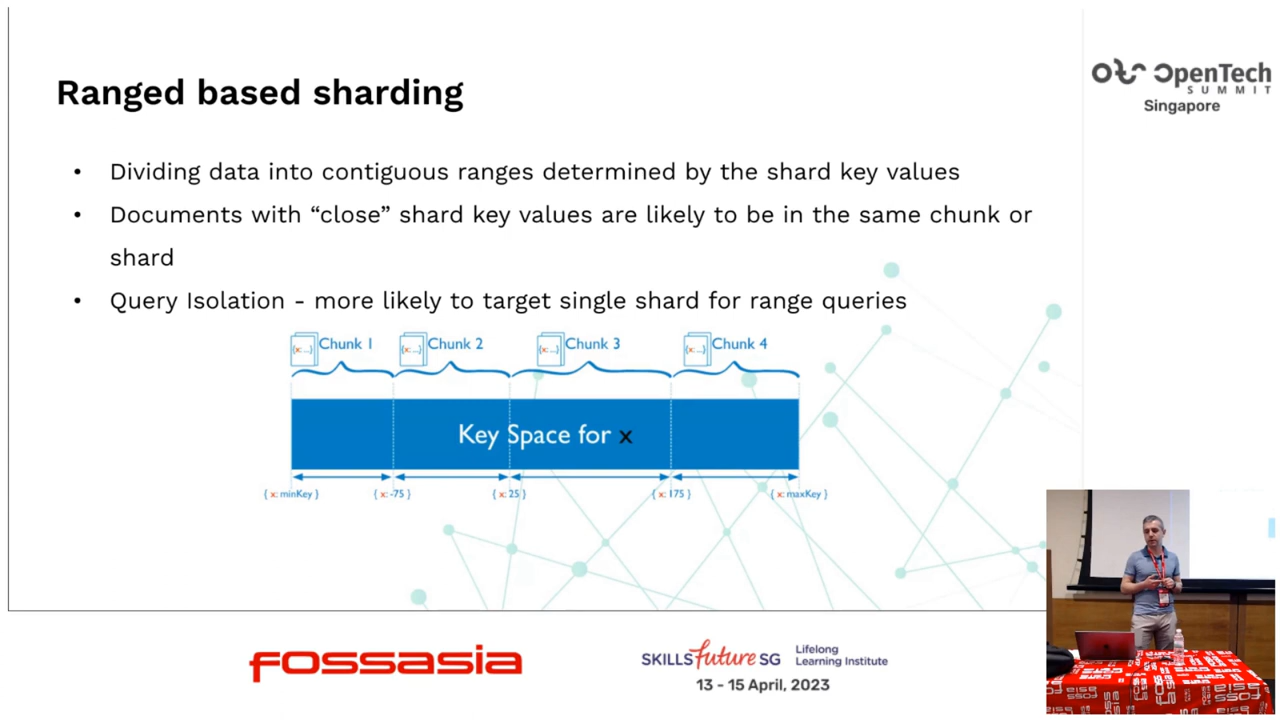 Ranged based sharding
OpenTech
SUMMIT
Singapore
• Dividing data into contiguous ranges determined by the shard key values
• Documents with “close” shard key values are likely to be in the same chunk or
shard
• Query Isolation - more likely to target single shard for range queries
{x: ...} Chunk 1 {x: ...} Chunk 2 {x: ...} Chunk 3 {x: ...} Chunk 4
Key Space for x
{ x: minKey } { x: -75 } { x: 25 } { x: 175 } { x: maxKey }
fossasia
SKILLS future SG
Lifelong
Learning Institute
13 - 15 April, 2023